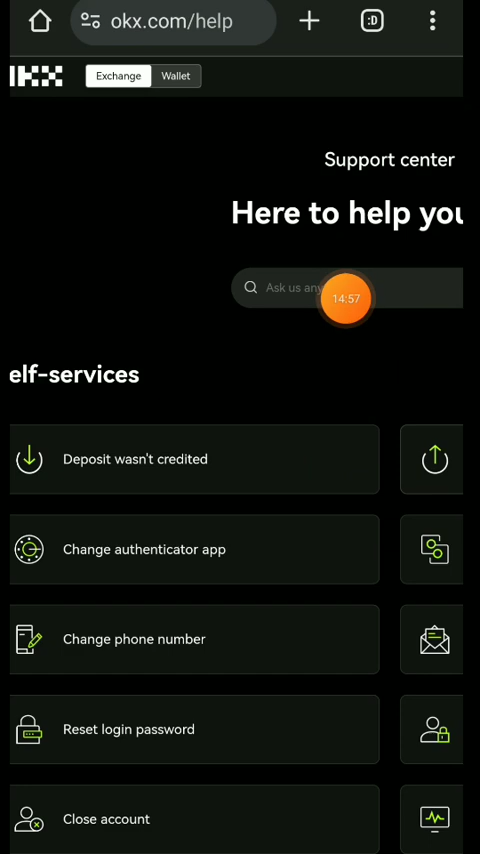 :D
okx.com/help
Exchange
Wallet
Support center
Here to help you
Ask us any
14:57
elf-services
Deposit wasn't credited
Change authenticator app
Change phone number
Reset login password
Close account